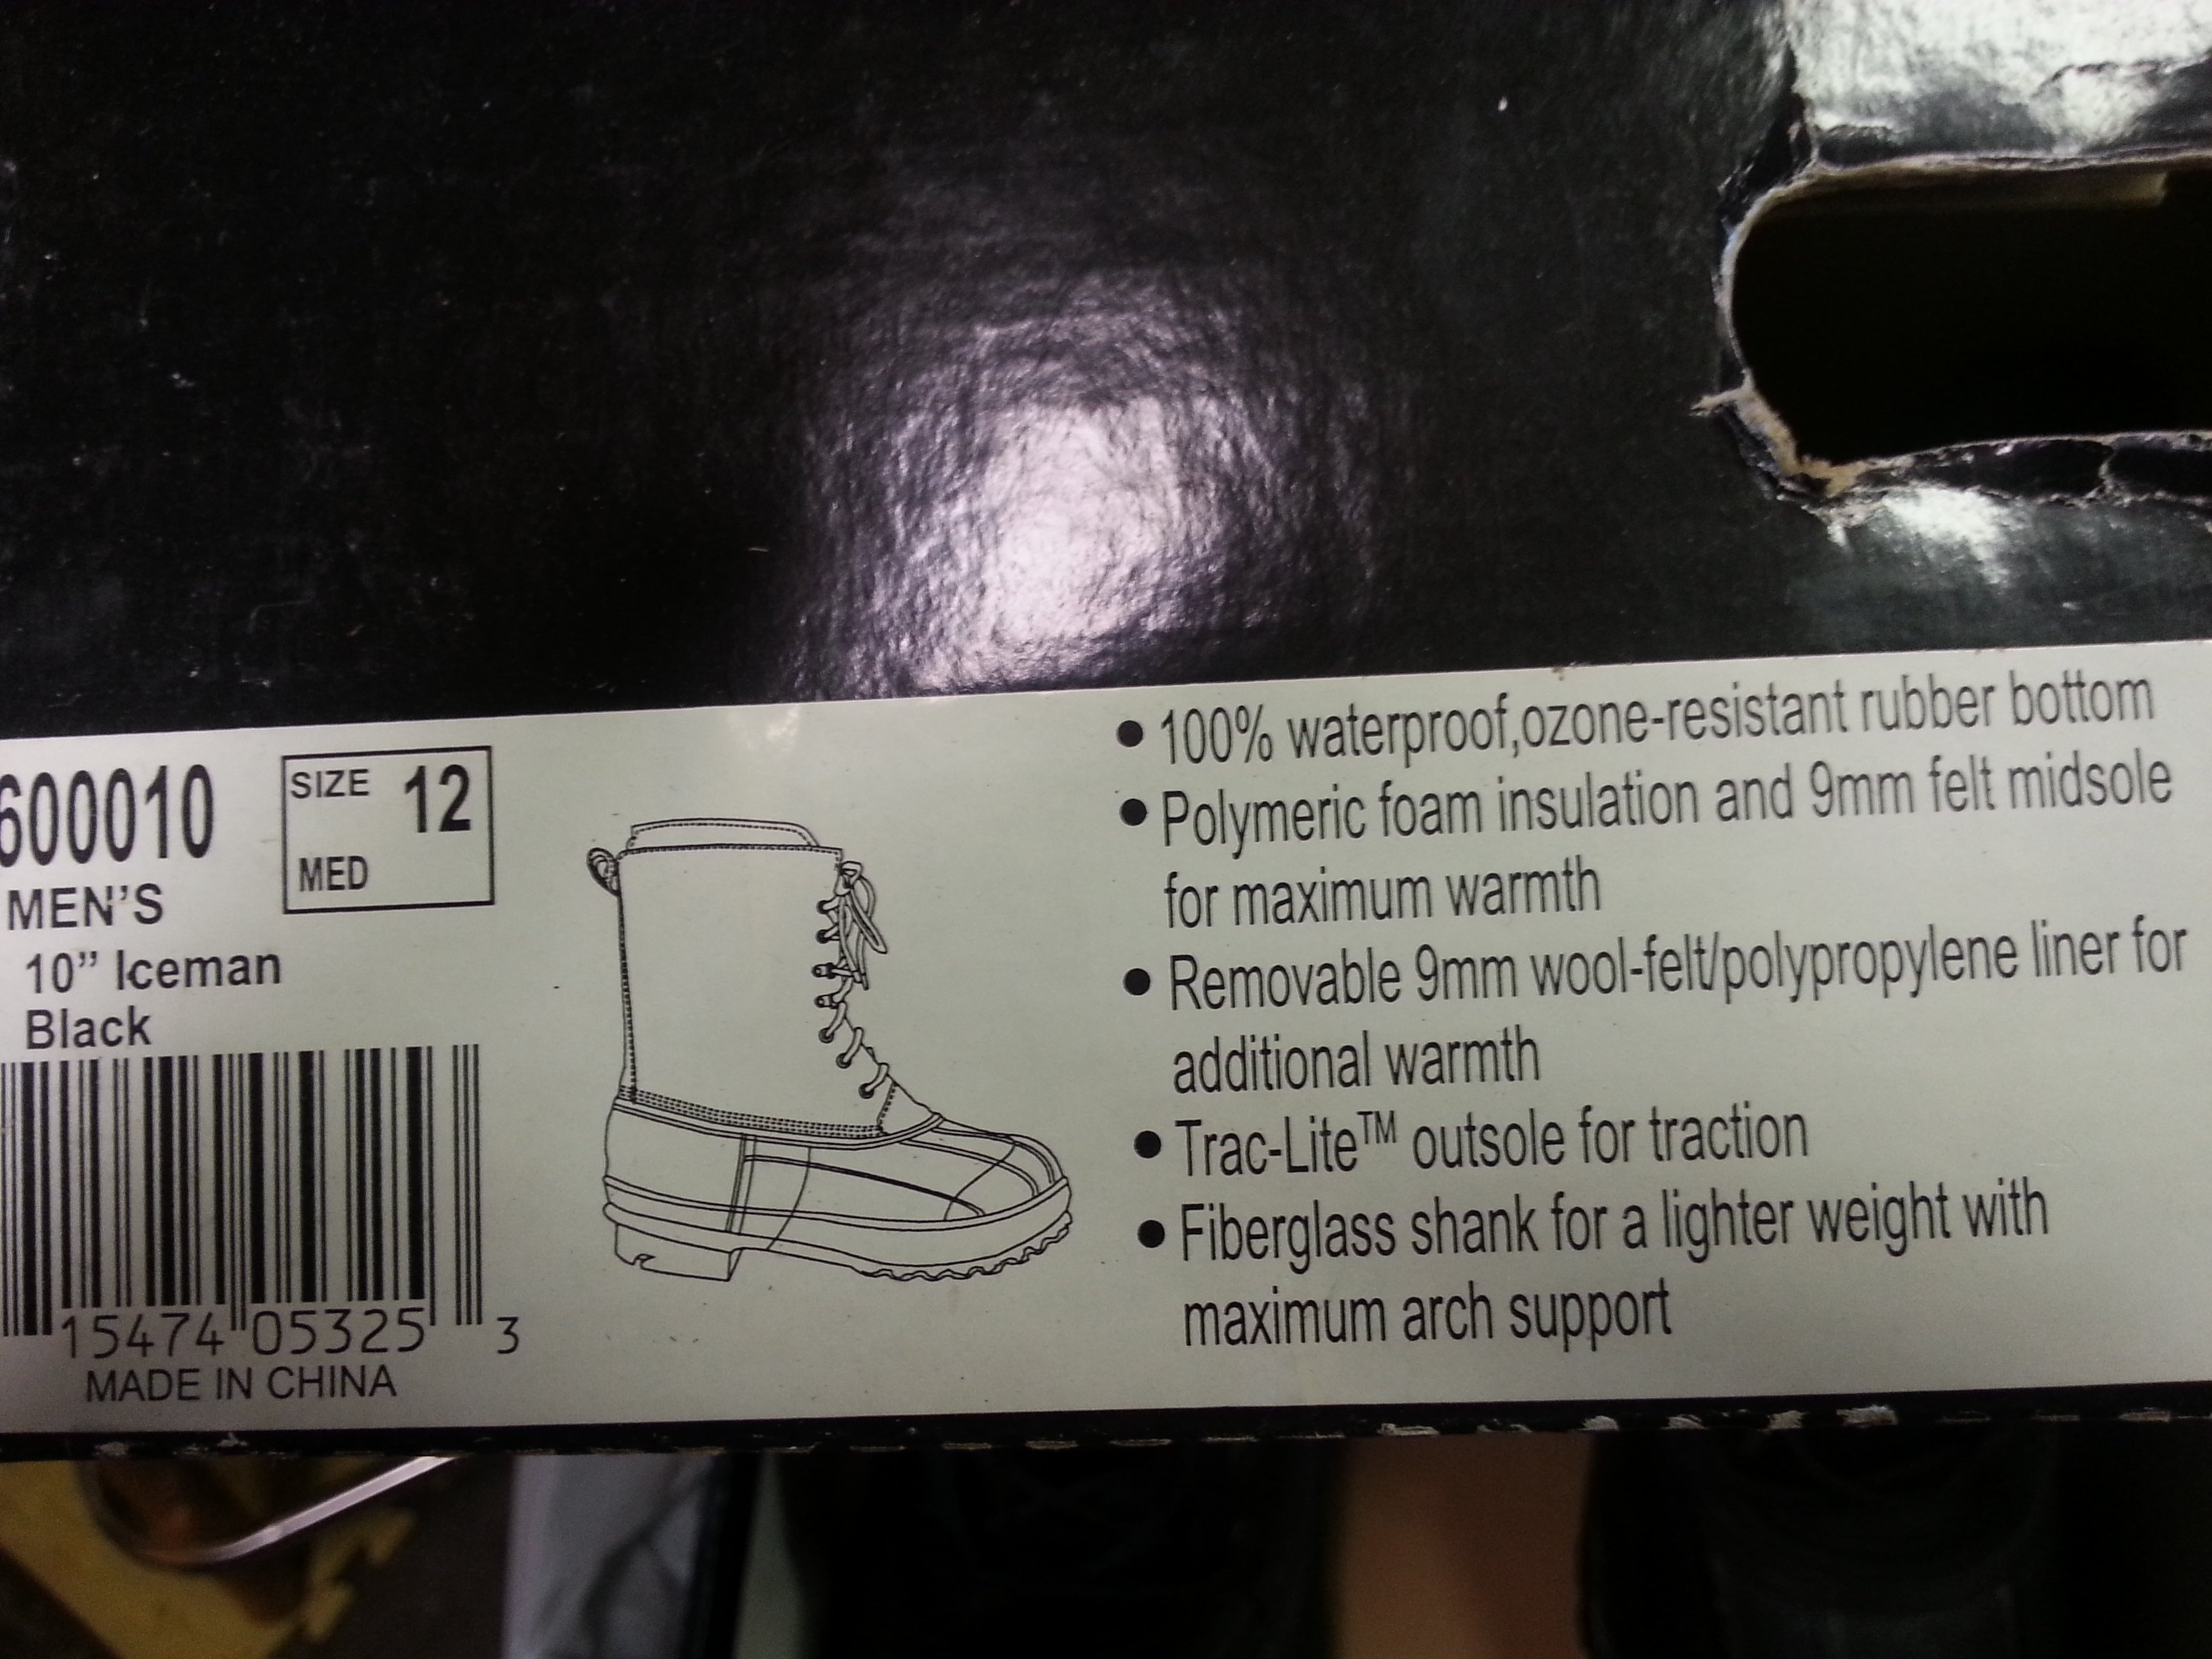 600010
SIZE 12
MED
MEN'S
10" Iceman
Black
15474 05325 3
MADE IN CHINA
• 100% waterproof,ozone-resistant rubber bottom
• Polymeric foam insulation and 9mm felt midsole
for maximum warmth
• Removable 9mm wool-felt/polypropylene liner for
additional warmth
• Trac-Lite™ outsole for traction
• Fiberglass shank for a lighter weight with
maximum arch support